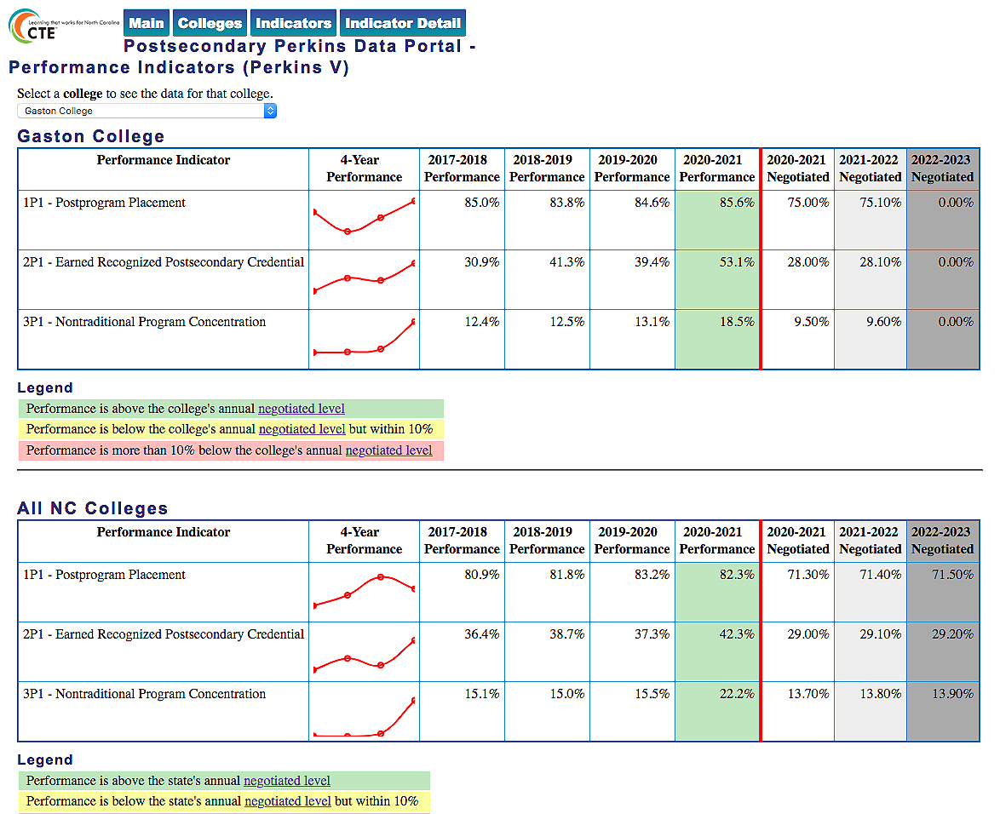 Learning that works for North Carolina
CTE
Main Colleges Indicators Indicator Detail
Postsecondary Perkins Data Portal -
Performance Indicators (Perkins V)
Select a college to see the data for that college.
Gaston College
Gaston College
Performance Indicator 4-Year Performance 2017-2018 Performance 2018-2019 Performance 2019-2020 Performance 2020-2021 Performance 2020-2021 Negotiated 2021-2022 Negotiated 2022-2023 Negotiated
1P1 - Postprogram Placement 85.0% 83.8% 84.6% 85.6% 75.00% 75.10% 0.00%
2P1 - Earned Recognized Postsecondary Credential 30.9% 41.3% 39.4% 53.1% 28.00% 28.10% 0.00%
3P1 - Nontraditional Program Concentration 12.4% 12.5% 13.1% 18.5% 9.50% 9.60% 0.00%
Legend
Performance is above the college's annual negotiated level
Performance is below the college's annual negotiated level but within 10%
Performance is more than 10% below the college's annual negotiated level
All NC Colleges
Performance Indicator 4-Year Performance 2017-2018 Performance 2018-2019 Performance 2019-2020 Performance 2020-2021 Performance 2020-2021 Negotiated 2021-2022 Negotiated 2022-2023 Negotiated
1P1 - Postprogram Placement 80.9% 81.8% 83.2% 82.3% 71.30% 71.40% 71.50%
2P1 - Earned Recognized Postsecondary Credential 36.4% 38.7% 37.3% 42.3% 29.00% 29.10% 29.20%
3P1 - Nontraditional Program Concentration 15.1% 15.0% 15.5% 22.2% 13.70% 13.80% 13.90%
Legend
Performance is above the state's annual negotiated level
Performance is below the state's annual negotiated level but within 10%